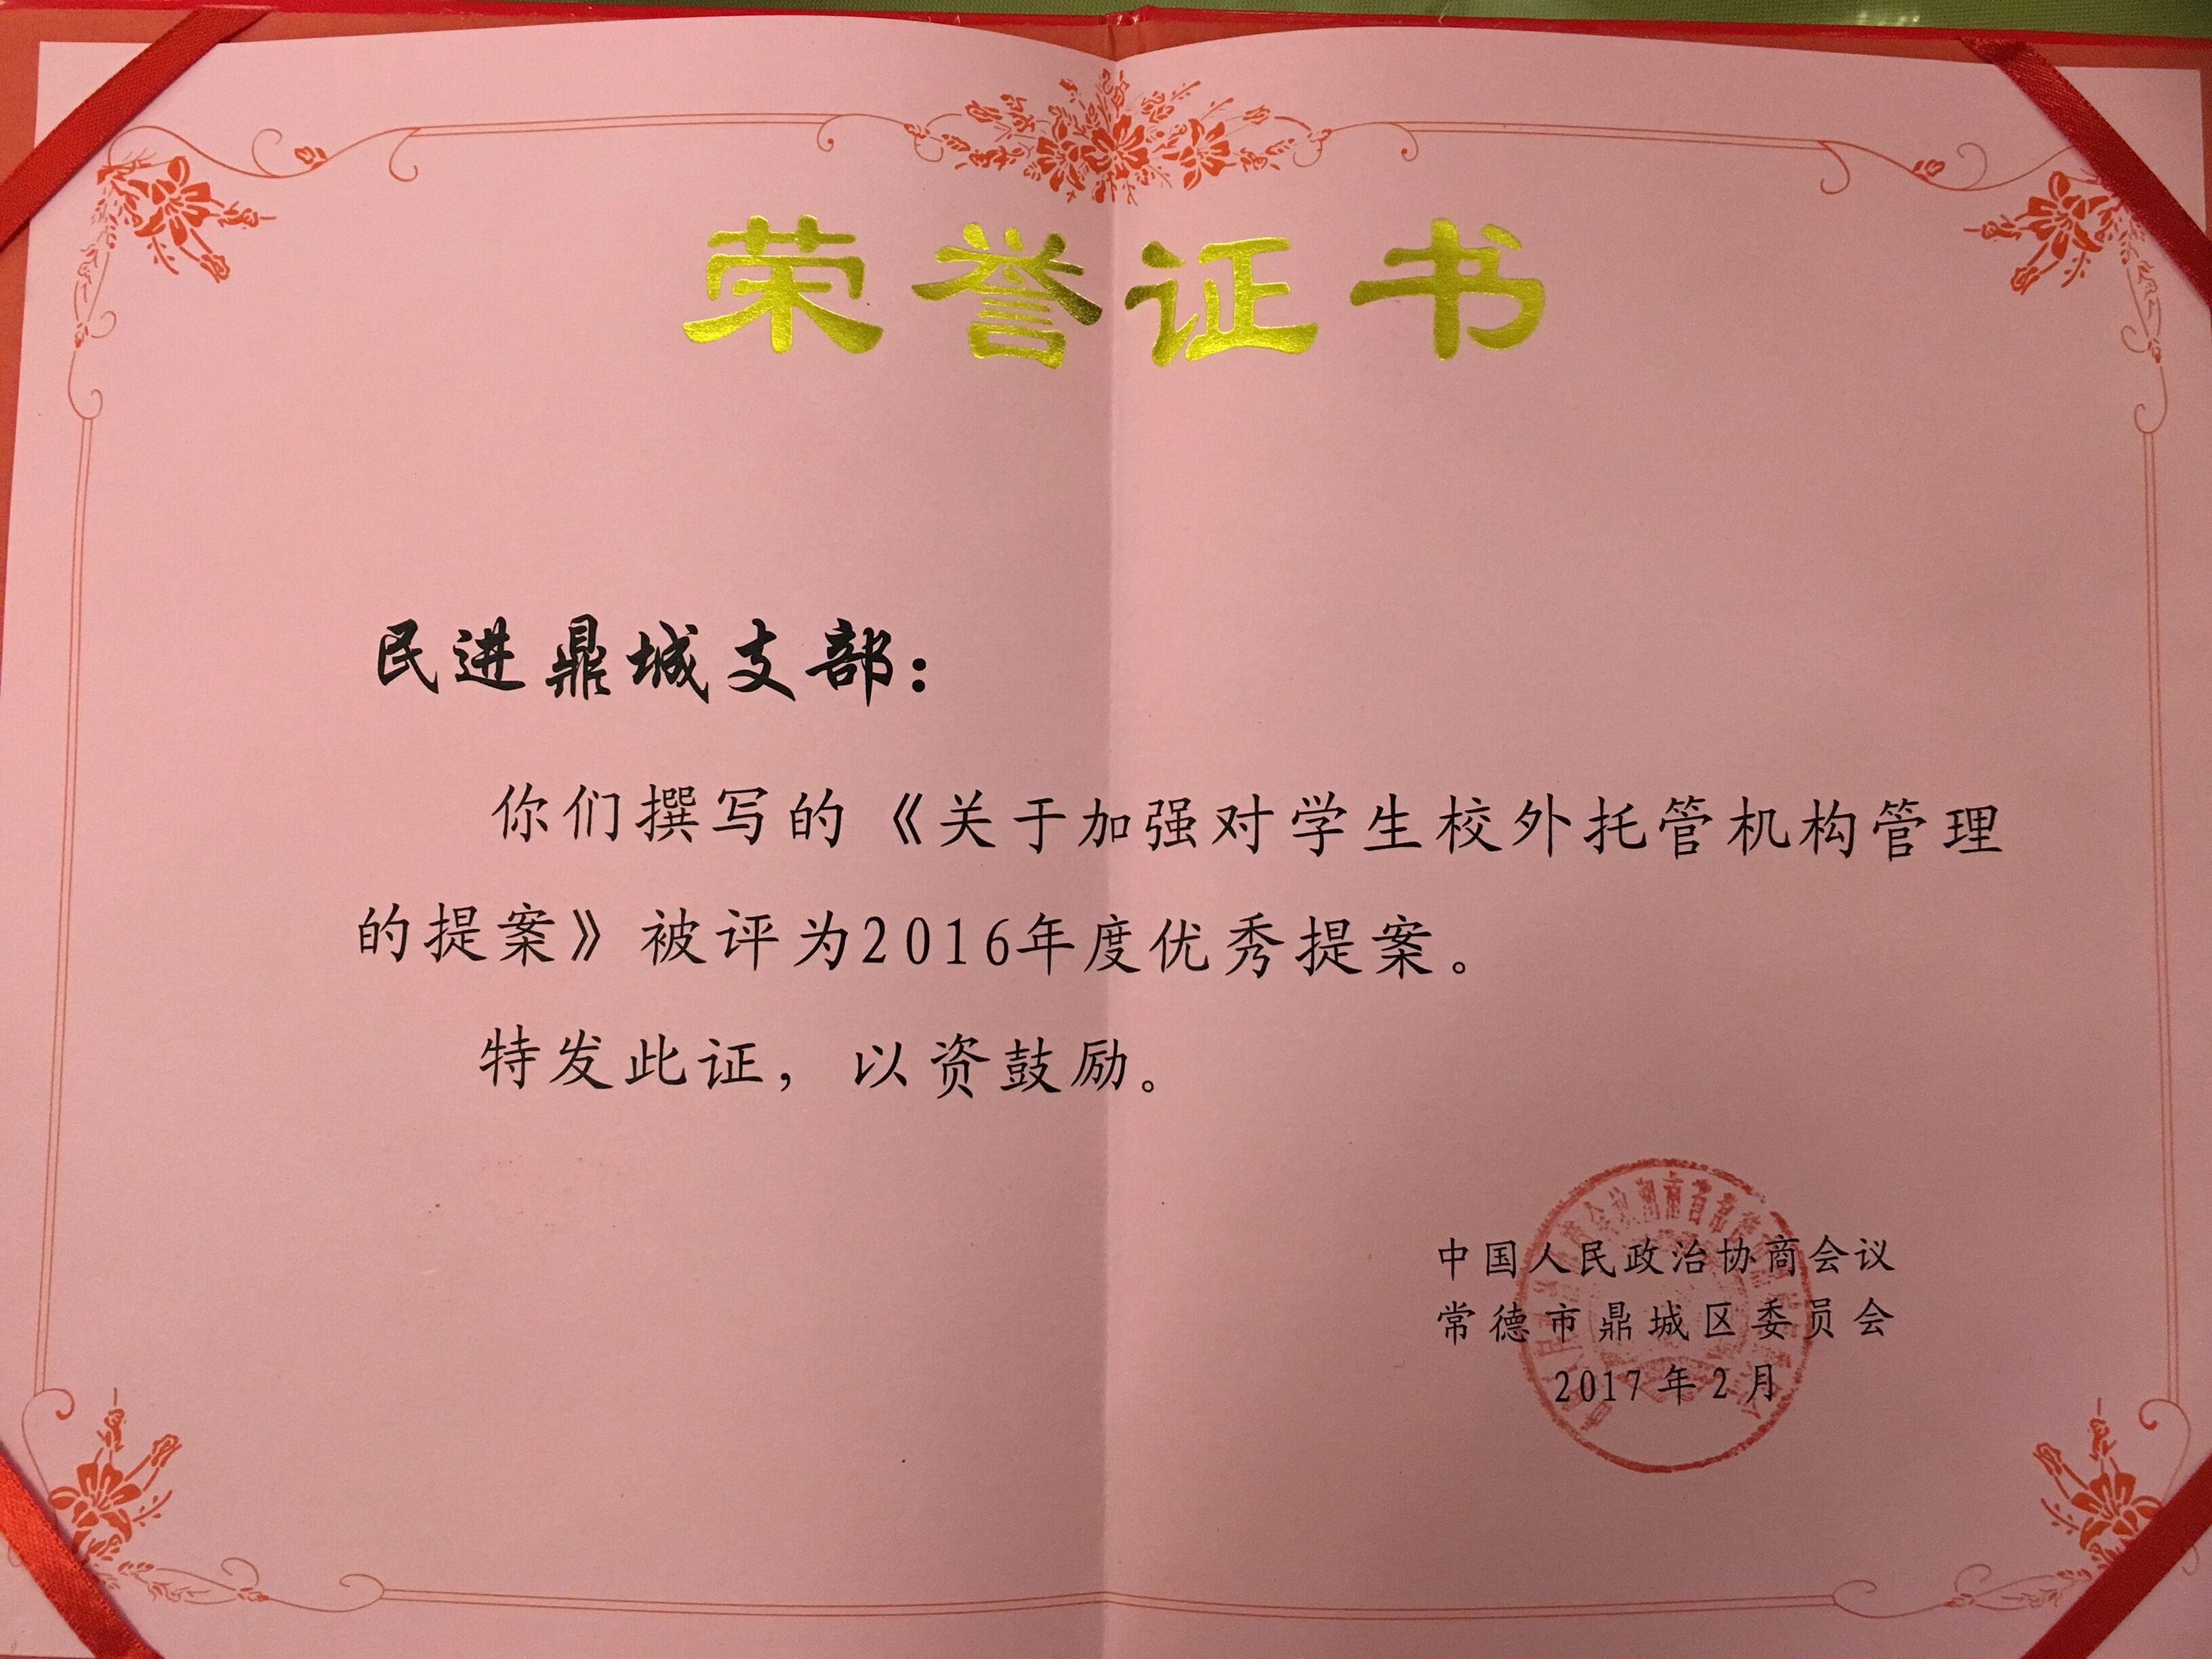 荣誉证书
民进鼎城支部：
你们撰写的《关于加强对学生校外托管机构管理
的提案》被评为2016年度优秀提案。
特发此证，以资鼓励。
中国人民政治协商会议
常德市鼎城区委员会
2017年2月